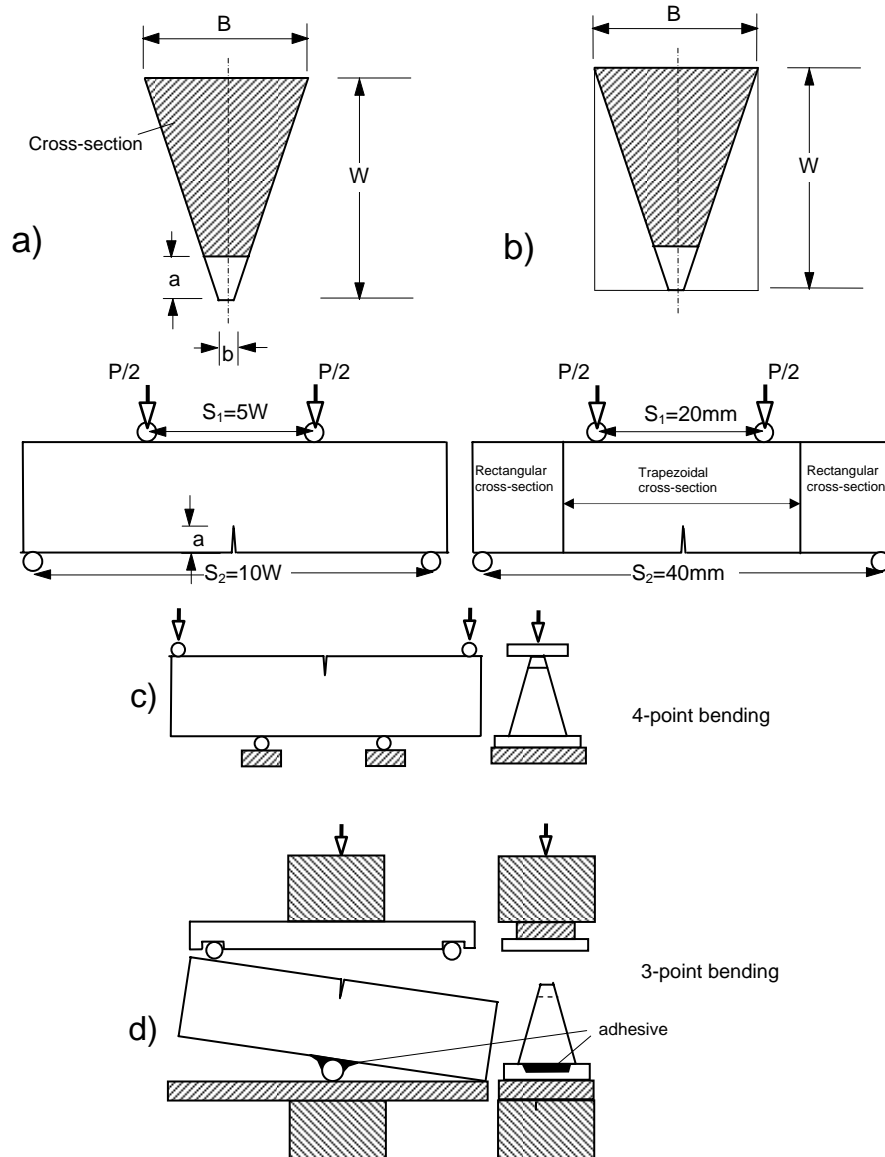 B
B
Cross-section
W
W
a)
b)
a
b
P/2
P/2
P/2
P/2
S1=5W
S1=20mm
Rectangular
cross-section
Trapezoidal
cross-section
Rectangular
cross-section
a
S2=10W
S2=40mm
c)
4-point bending
3-point bending
d)
adhesive